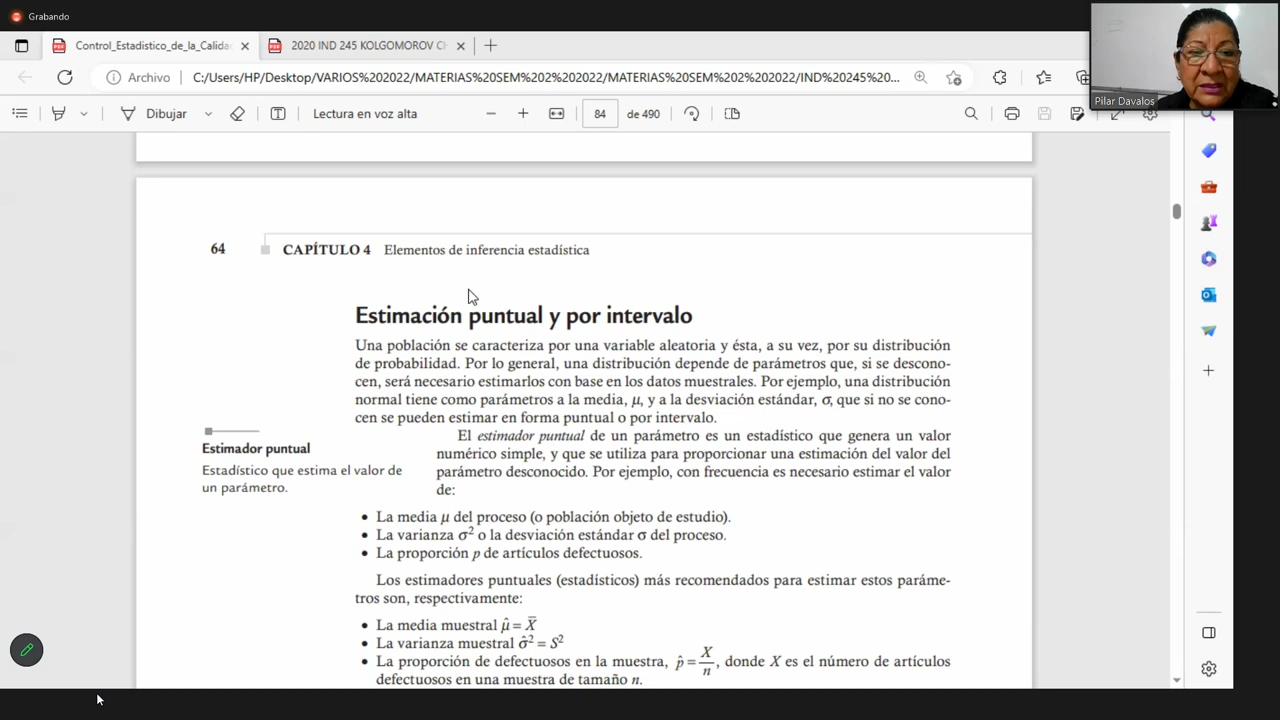 Grabando
Control_Estadistico_de_la_Calida
2020 IND 245 KOLGOMOROV C
Archivo
C:/Users/HP/Desktop/VARIOS%202022/MATERIAS%20SEM%202%202022/MATERIAS%20SEM%202%202022/IND%20245%20...
Pilar Davalos
Dibujar
Lectura en voz alta
84
de 490
64
CAPÍTULO 4 Elementos de inferencia estadística
Estimación puntual y por intervalo
Una población se caracteriza por una variable aleatoria y ésta, a su vez, por su distribución
de probabilidad. Por lo general, una distribución depende de parámetros que, si se descono-
cen, será necesario estimarlos con base en los datos muestrales. Por ejemplo, una distribución
normal tiene como parámetros a la media, μ, y a la desviación estándar, σ, que si no se cono-
cen se pueden estimar en forma puntual o por intervalo.
Estimador puntual
Estadístico que estima el valor de
un parámetro.
El estimador puntual de un parámetro es un estadístico que genera un valor
numérico simple, y que se utiliza para proporcionar una estimación del valor del
parámetro desconocido. Por ejemplo, con frecuencia es necesario estimar el valor
de:
• La media μ del proceso (o población objeto de estudio).
• La varianza σ² o la desviación estándar σ del proceso.
• La proporción p de artículos defectuosos.
Los estimadores puntuales (estadísticos) más recomendados para estimar estos paráme-
tros son, respectivamente:
• La media muestral μ̂ = X̄
• La varianza muestral σ̂² = S²
• La proporción de defectuosos en la muestra, p̂ = X/n, donde X es el número de artículos
defectuosos en una muestra de tamaño n.